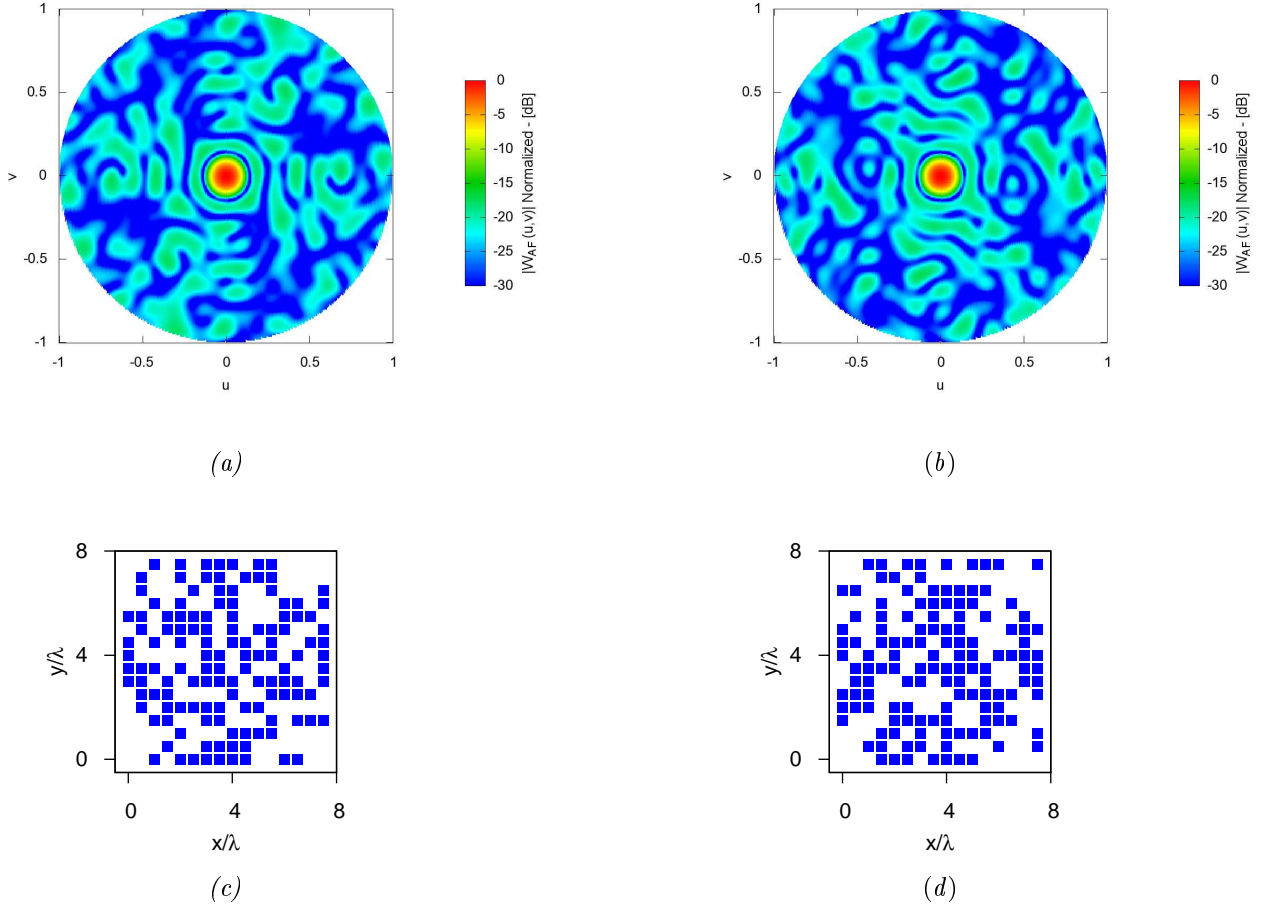 1
0.5
0
-0.5
-1
v
-1 -0.5 0 0.5 1
u
0
-5
-10
-15
-20
-25
-30
|W_AF (u,v)| Normalized - [dB]
1
0.5
0
-0.5
-1
v
-1 -0.5 0 0.5 1
u
0
-5
-10
-15
-20
-25
-30
|W_AF (u,v)| Normalized - [dB]
(a)
(b)
8
4
0
y/λ
0 4 8
x/λ
8
4
0
y/λ
0 4 8
x/λ
(c)
(d)